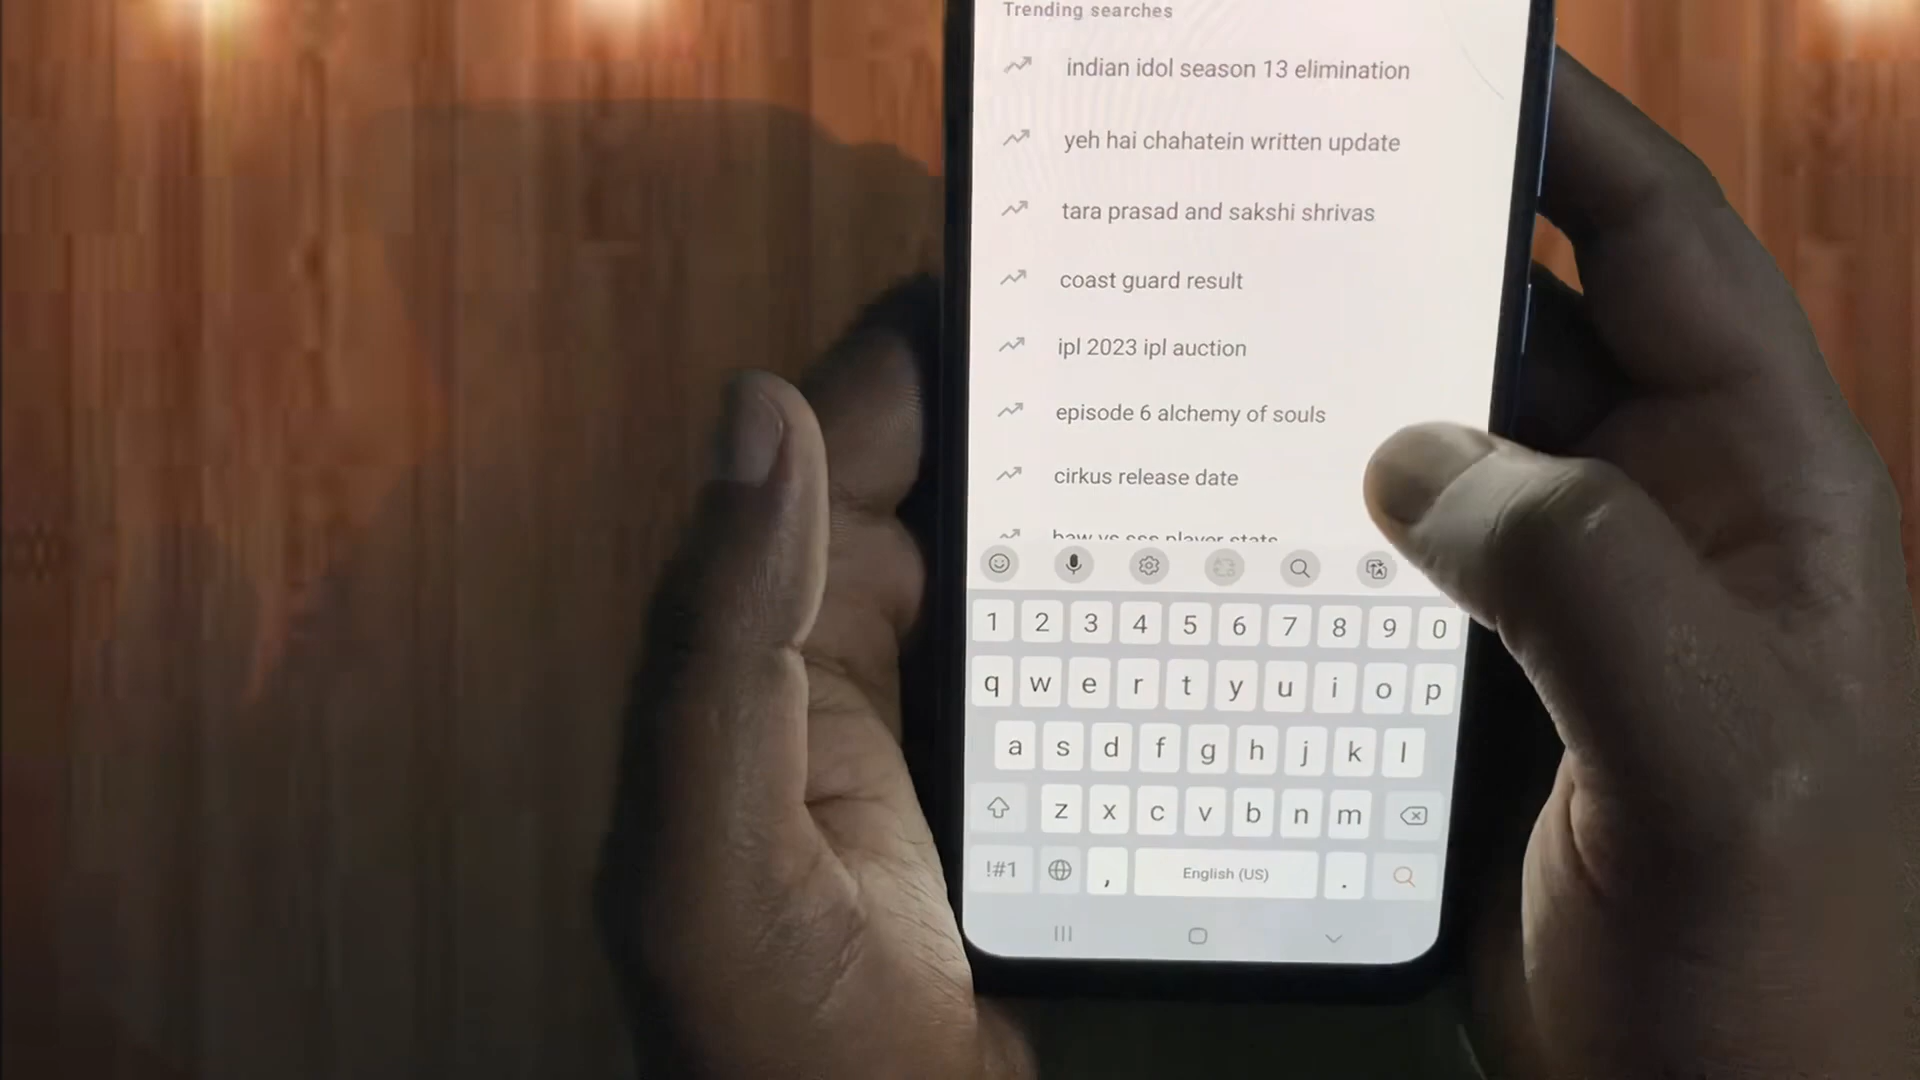 Trending searches
indian idol season 13 elimination
yeh hai chahatein written update
tara prasad and sakshi shrivas
coast guard result
ipl 2023 ipl auction
episode 6 alchemy of souls
cirkus release date
player stats
1 2 3 4 5 6 7 8 9 0
q w e r t y u i o p
a s d f g h j k l
z x c v b n m
!#1 , English (US) .